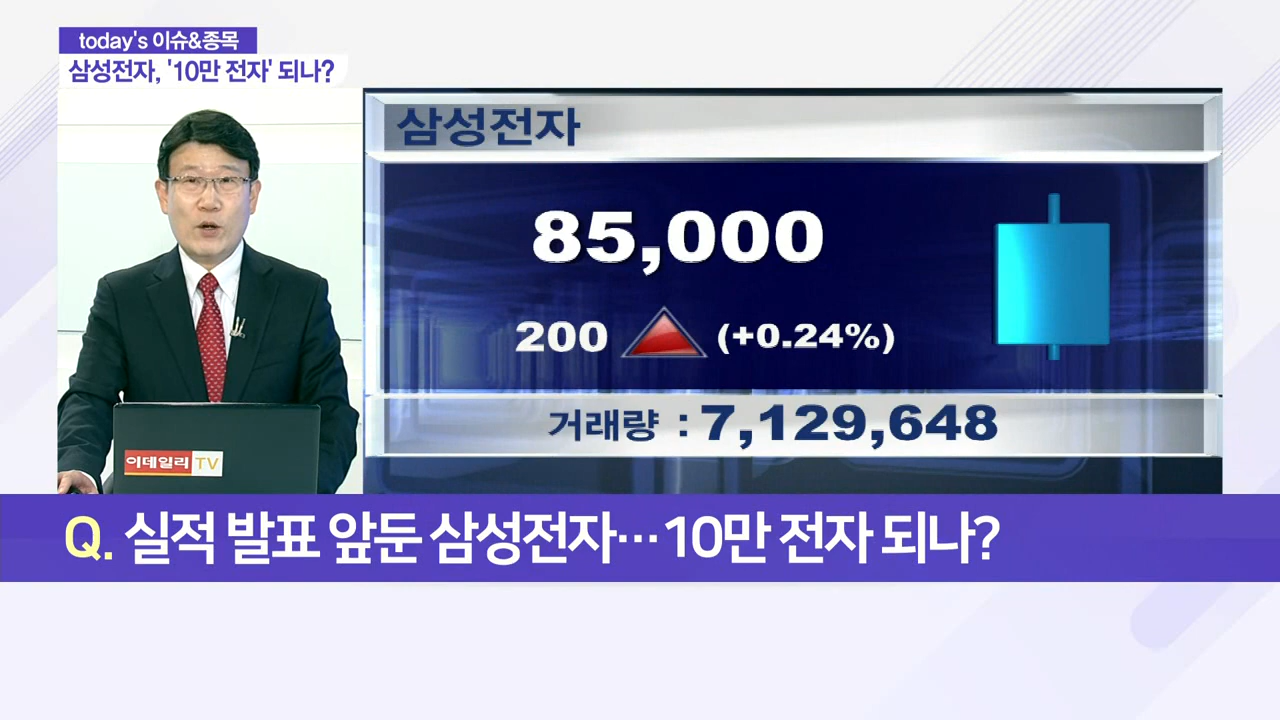 today's 이슈&종목
삼성전자, '10만 전자' 되나?
삼성전자
85,000
200 ▲ (+0.24%)
거래량 : 7,129,648
이데일리 TV
Q. 실적 발표 앞둔 삼성전자…10만 전자 되나?